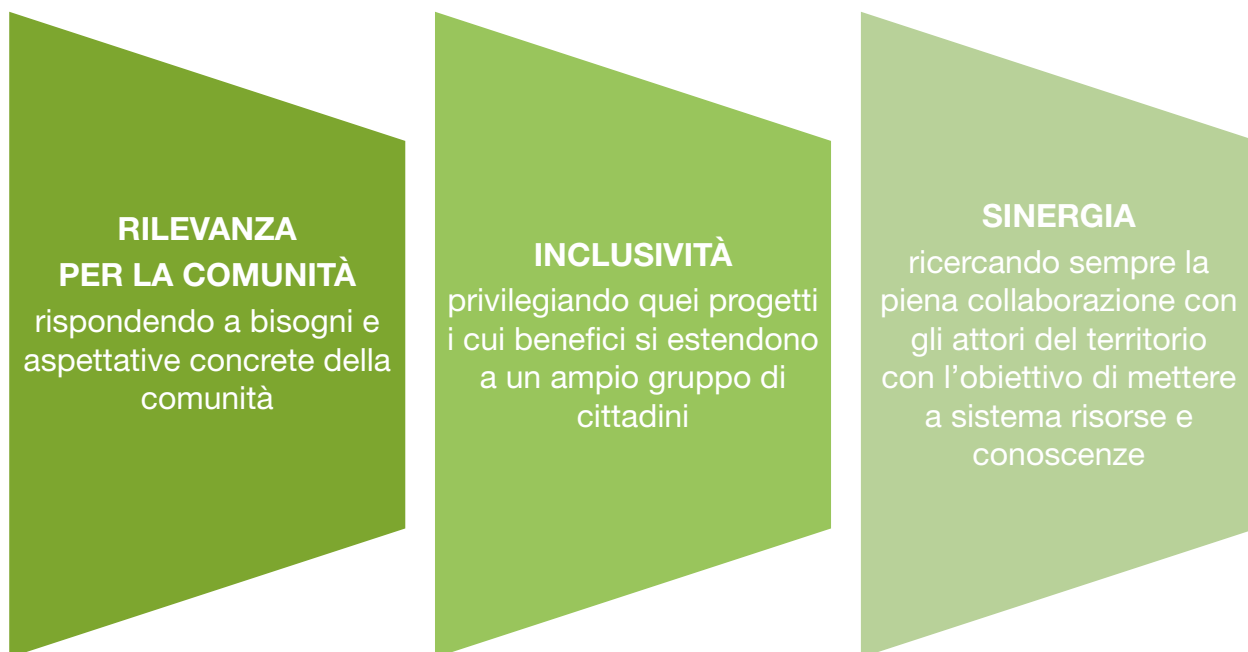 RILEVANZA
PER LA COMUNITÀ
rispondendo a bisogni e
aspettative concrete della
comunità
INCLUSIVITÀ
privilegiando quei progetti
i cui benefici si estendono
a un ampio gruppo di
cittadini
SINERGIA
ricercando sempre la
piena collaborazione con
gli attori del territorio
con l’obiettivo di mettere
a sistema risorse e
conoscenze